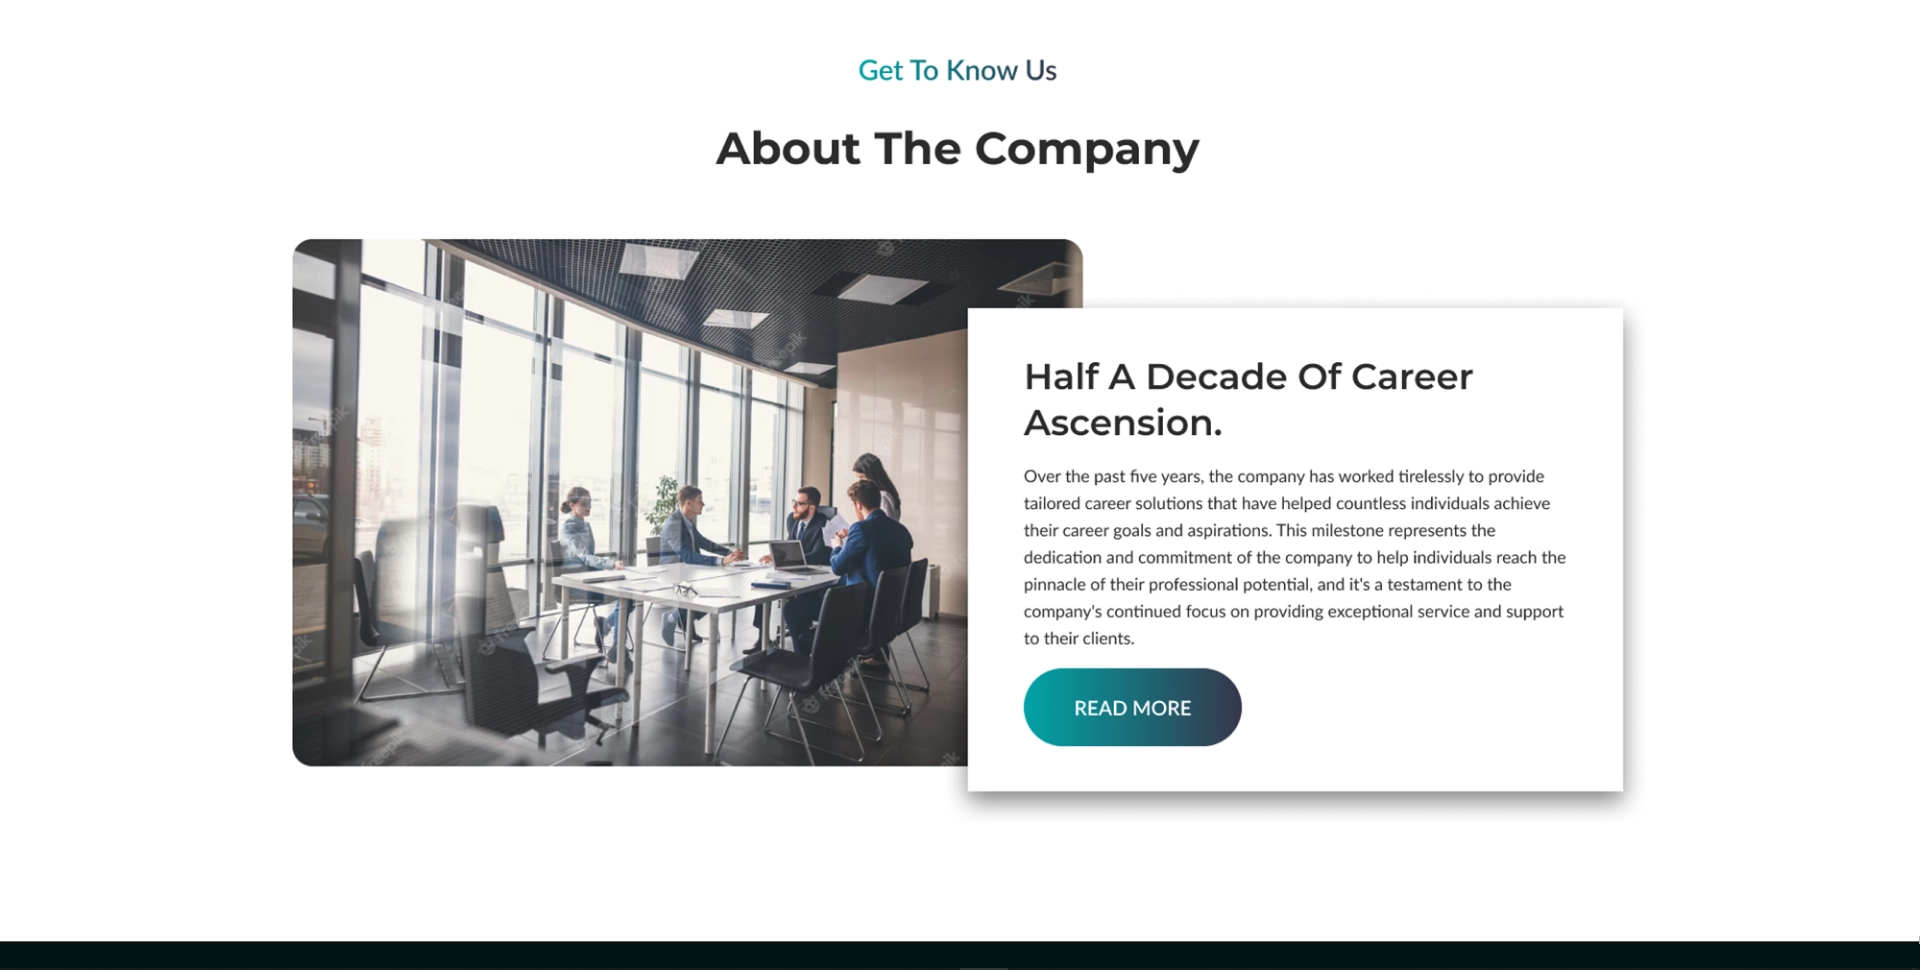 Get To Know Us
About The Company
Half A Decade Of Career
Ascension.
Over the past five years, the company has worked tirelessly to provide
tailored career solutions that have helped countless individuals achieve
their career goals and aspirations. This milestone represents the
dedication and commitment of the company to help individuals reach the
pinnacle of their professional potential, and it's a testament to the
company's continued focus on providing exceptional service and support
to their clients.
READ MORE